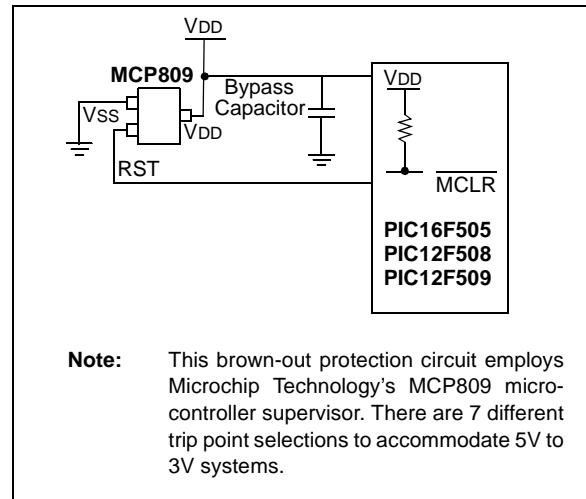 VDD
MCP809
Bypass
Capacitor
VDD
VSS
VDD
RST
MCLR
PIC16F505
PIC12F508
PIC12F509
Note: This brown-out protection circuit employs
Microchip Technology's MCP809 micro-
controller supervisor. There are 7 different
trip point selections to accommodate 5V to
3V systems.